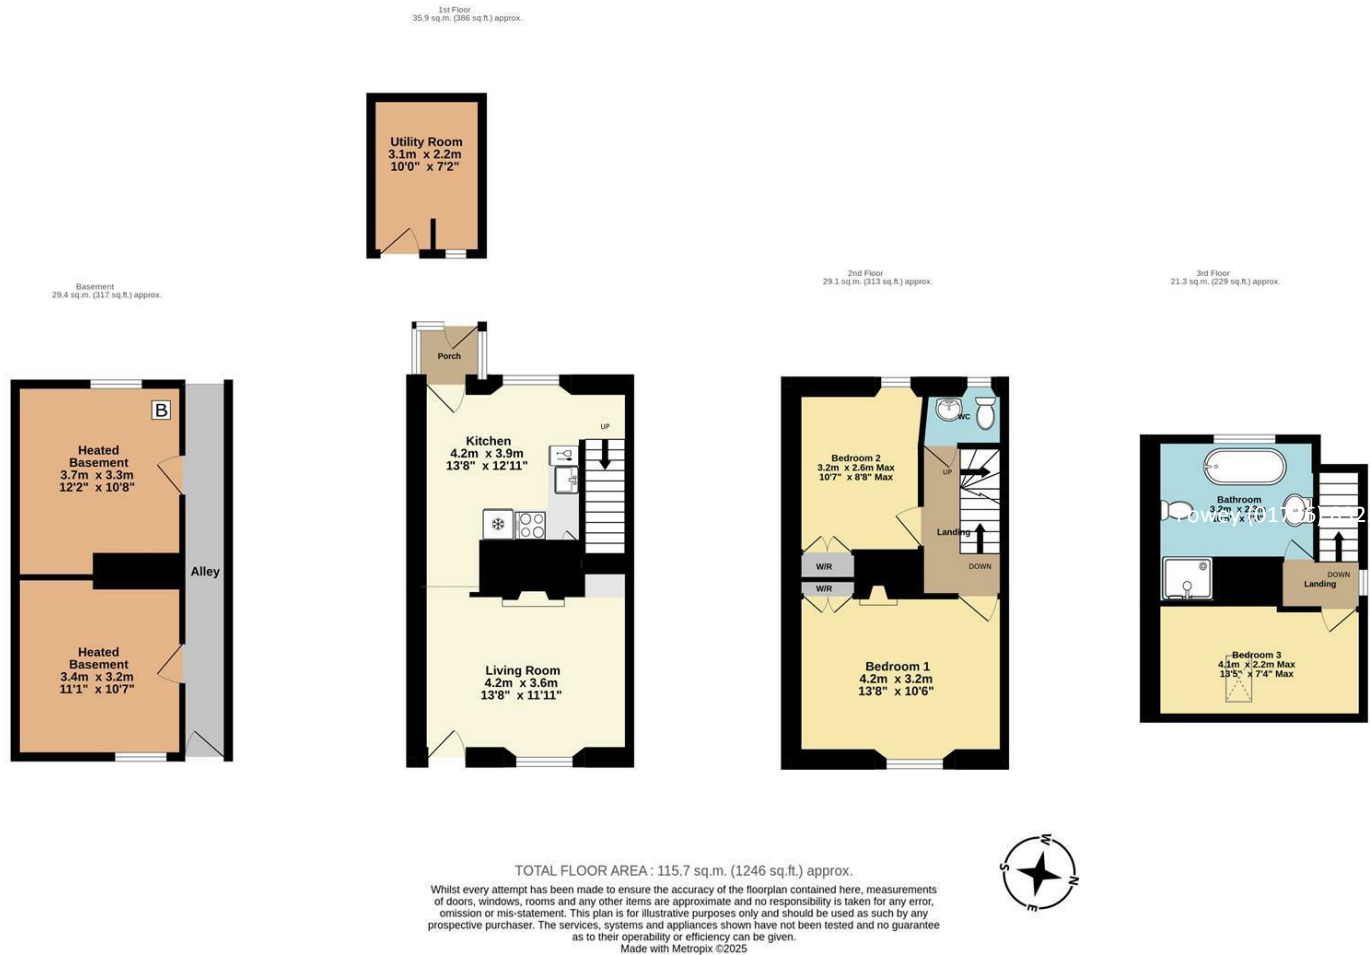 1st Floor
35.9 sq.m. (386 sq.ft.) approx.
Utility Room
3.1m x 2.2m
10'0" x 7'2"
Basement
29.4 sq.m. (317 sq.ft.) approx.
2nd Floor
29.1 sq.m. (313 sq.ft.) approx.
3rd Floor
21.3 sq.m. (229 sq.ft.) approx.
Porch
B
Heated
Basement
3.7m x 3.3m
12'2" x 10'8"
Alley
Heated
Basement
3.4m x 3.2m
11'1" x 10'7"
UP
Kitchen
4.2m x 3.9m
13'8" x 12'11"
Living Room
4.2m x 3.6m
13'8" x 11'11"
WC
Bedroom 2
3.2m x 2.6m Max
10'7" x 8'8" Max
UP
Landing
DOWN
W/R
W/R
Bedroom 1
4.2m x 3.2m
13'8" x 10'6"
Bathroom
DOWN
Landing
Bedroom 3
4.1m x 2.2m Max
13'5" x 7'4" Max
W
S
N
E
TOTAL FLOOR AREA : 115.7 sq.m. (1246 sq.ft.) approx.
Whilst every attempt has been made to ensure the accuracy of the floorplan contained here, measurements
of doors, windows, rooms and any other items are approximate and no responsibility is taken for any error,
omission or mis-statement. This plan is for illustrative purposes only and should be used as such by any
prospective purchaser. The services, systems and appliances shown have not been tested and no guarantee
as to their operability or efficiency can be given.
Made with Metropix ©2025